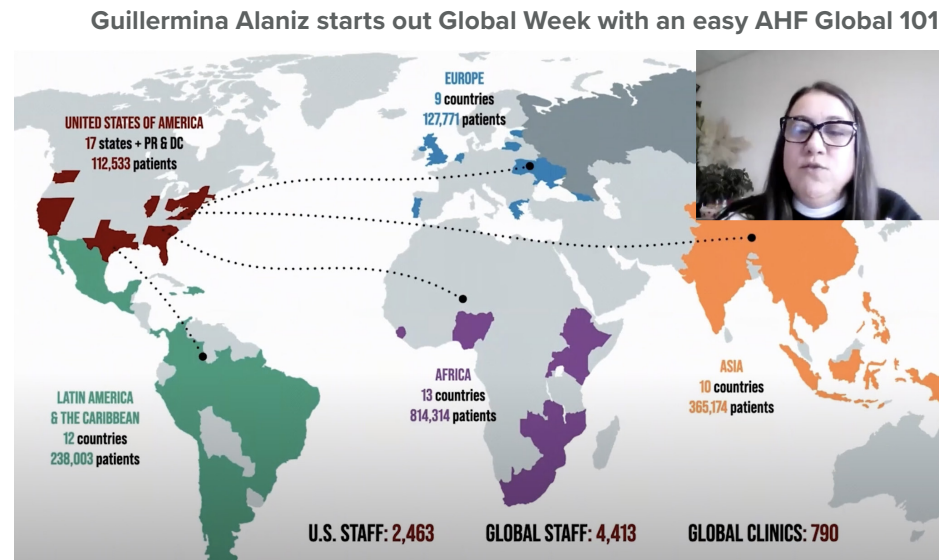 Guillermina Alaniz starts out Global Week with an easy AHF Global 101
EUROPE
9 countries
127,771 patients
UNITED STATES OF AMERICA
17 states + PR & DC
112,533 patients
LATIN AMERICA
& THE CARIBBEAN
12 countries
238,003 patients
AFRICA
13 countries
814,314 patients
ASIA
10 countries
365,174 patients
U.S. STAFF: 2,463
GLOBAL STAFF: 4,413
GLOBAL CLINICS: 790